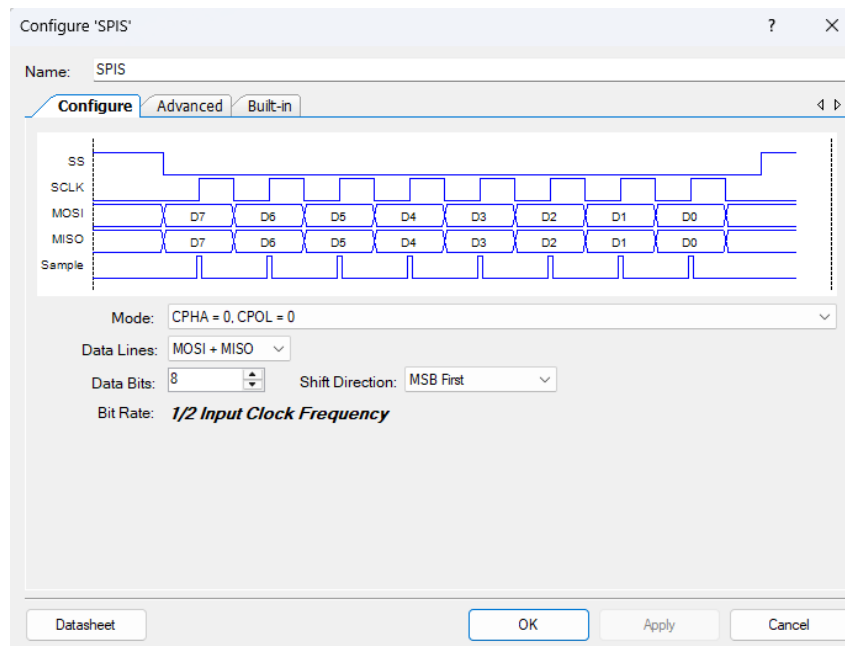 Configure 'SPIS' ? ×
Name: SPIS
Configure Advanced Built-in
SS
SCLK
MOSI D7 D6 D5 D4 D3 D2 D1 D0
MISO D7 D6 D5 D4 D3 D2 D1 D0
Sample
Mode: CPHA = 0, CPOL = 0
Data Lines: MOSI + MISO
Data Bits: 8 Shift Direction: MSB First
Bit Rate: 1/2 Input Clock Frequency
Datasheet OK Apply Cancel